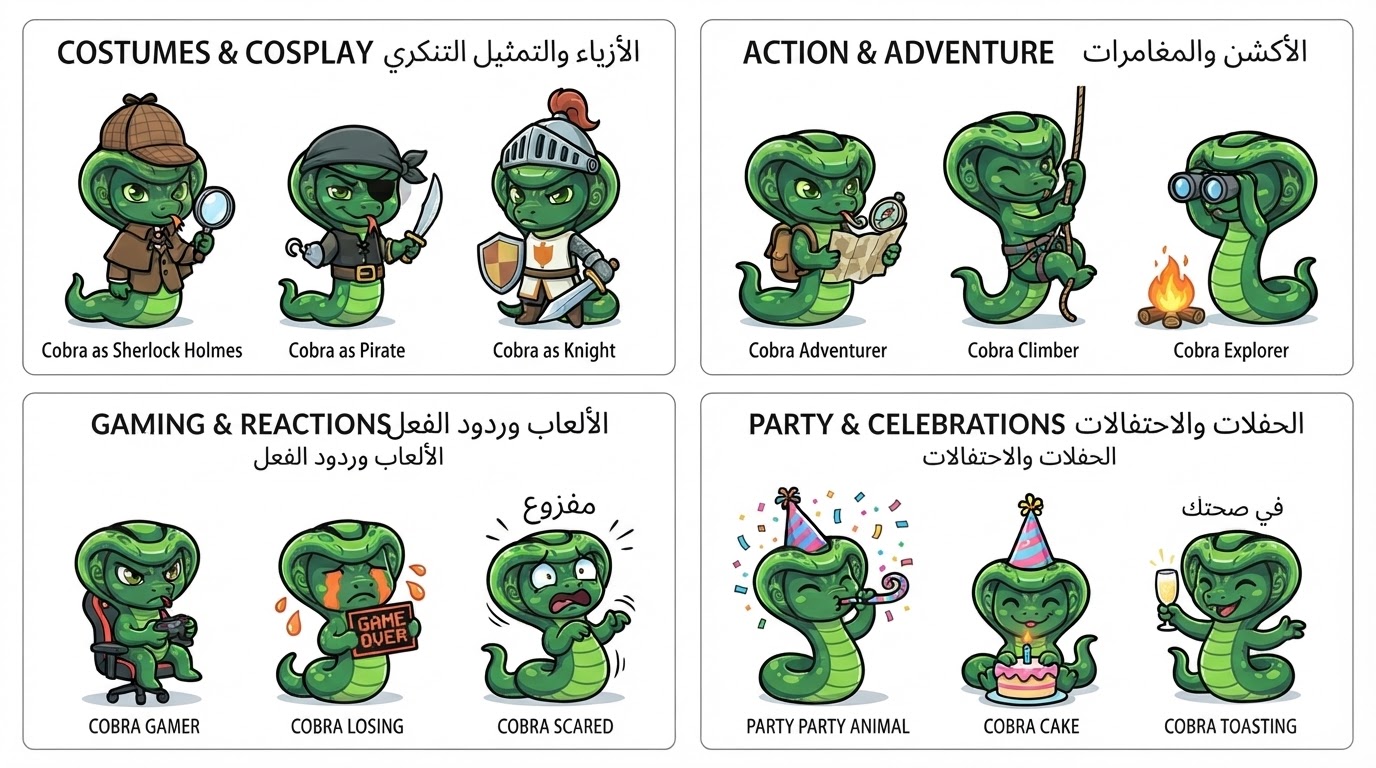 COSTUMES & COSPLAY الأزياء والتمثيل التنكري
Cobra as Sherlock Holmes
Cobra as Pirate
Cobra as Knight
ACTION & ADVENTURE الأكشن والمغامرات
Cobra Adventurer
Cobra Climber
Cobra Explorer
GAMING & REACTIONS الألعاب وردود الفعل
الألعاب وردود الفعل
GAME
OVER
مفزوع
COBRA GAMER
COBRA LOSING
COBRA SCARED
PARTY & CELEBRATIONS الحفلات والاحتفالات
الحفلات والاحتفالات
في صحتك
PARTY PARTY ANIMAL
COBRA CAKE
COBRA TOASTING